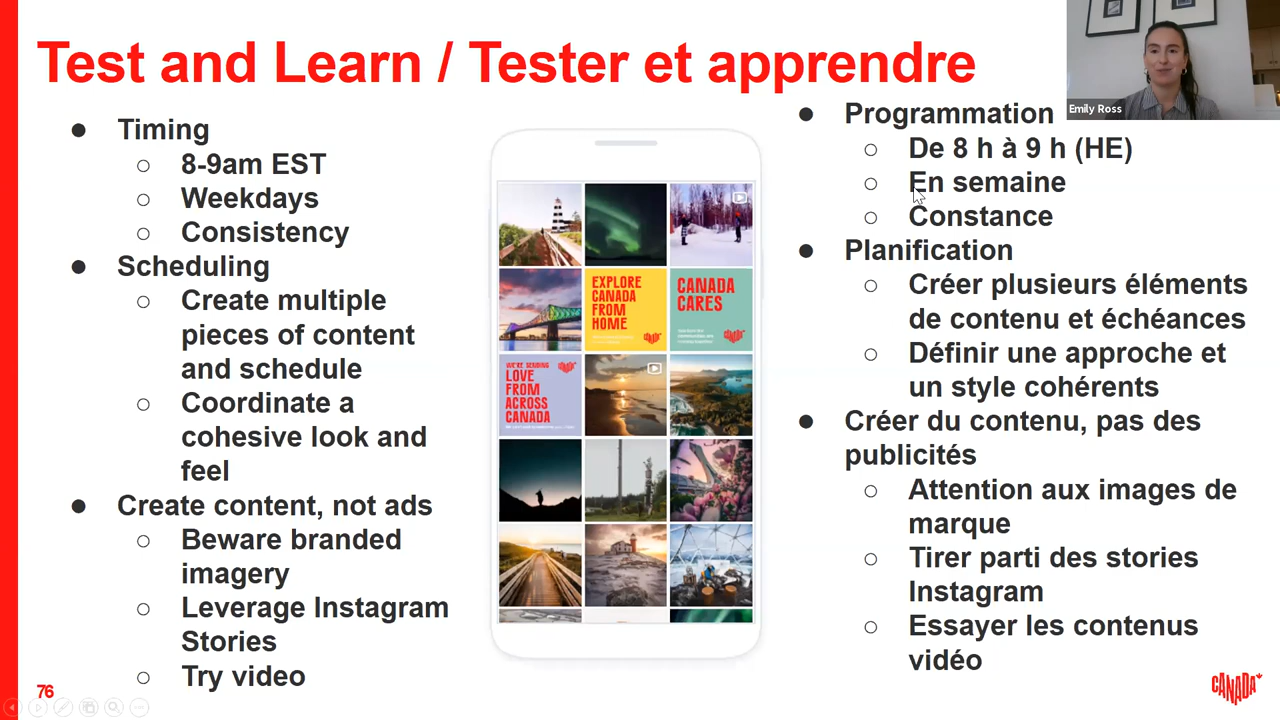 Test and Learn / Tester et apprendre
Emily Ross
● Timing
○ 8-9am EST
○ Weekdays
○ Consistency
● Scheduling
○ Create multiple
pieces of content
and schedule
○ Coordinate a
cohesive look and
feel
● Create content, not ads
○ Beware branded
imagery
○ Leverage Instagram
Stories
○ Try video
EXPLORE
CANADA
FROM
HOME
CANADA
CARES
WE'RE SENDING
LOVE
FROM
ACROSS
CANADA
● Programmation
○ De 8 h à 9 h (HE)
○ En semaine
○ Constance
● Planification
○ Créer plusieurs éléments
de contenu et échéances
○ Définir une approche et
un style cohérents
● Créer du contenu, pas des
publicités
○ Attention aux images de
marque
○ Tirer parti des stories
Instagram
○ Essayer les contenus
vidéo
76
CANADA